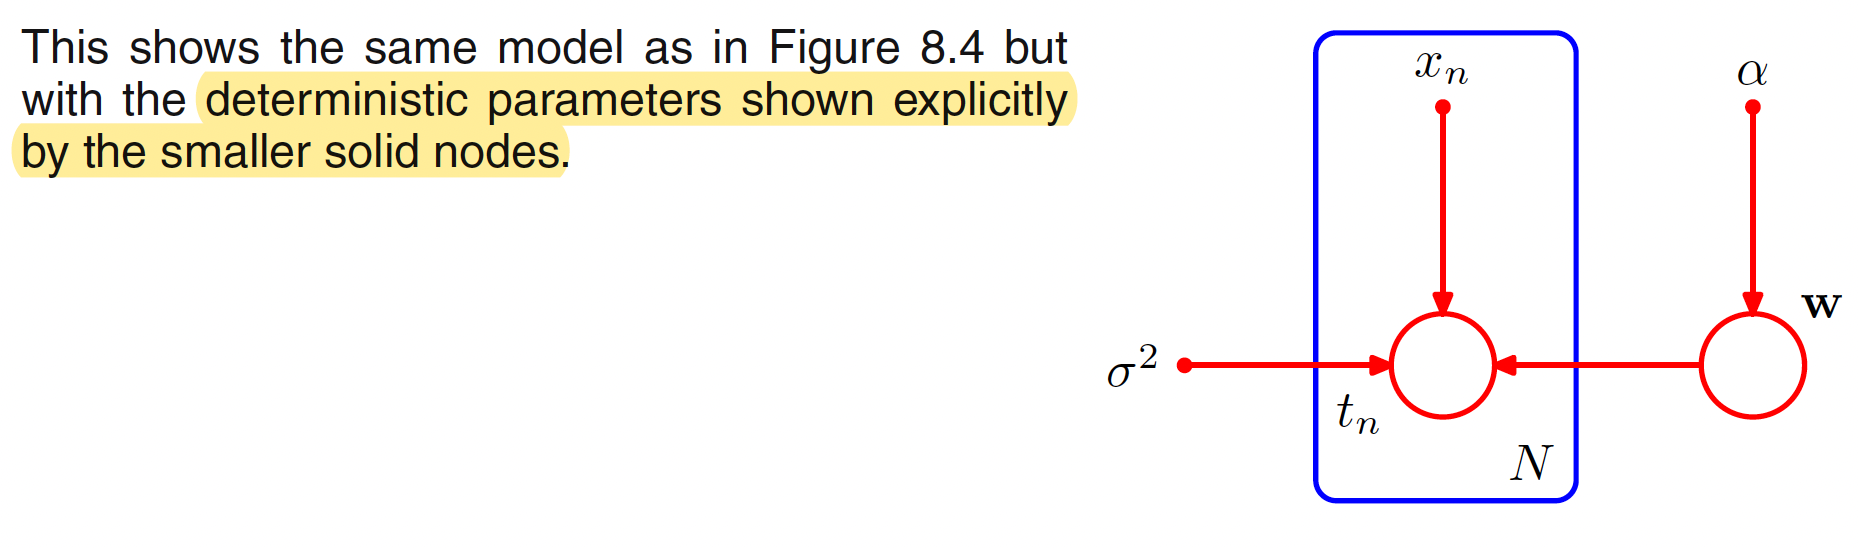 This shows the same model as in Figure 8.4 but
with the deterministic parameters shown explicitly
by the smaller solid nodes.
xₙ
α
w
σ²
tₙ
N